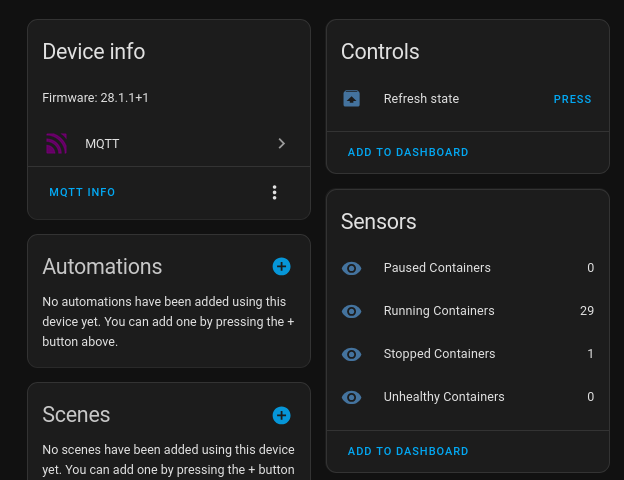 Device info
Firmware: 28.1.1+1
MQTT
MQTT INFO
Automations
No automations have been added using this
device yet. You can add one by pressing the +
button above.
Scenes
No scenes have been added using this device
yet. You can add one by pressing the + button
Controls
Refresh state PRESS
ADD TO DASHBOARD
Sensors
Paused Containers 0
Running Containers 29
Stopped Containers 1
Unhealthy Containers 0
ADD TO DASHBOARD